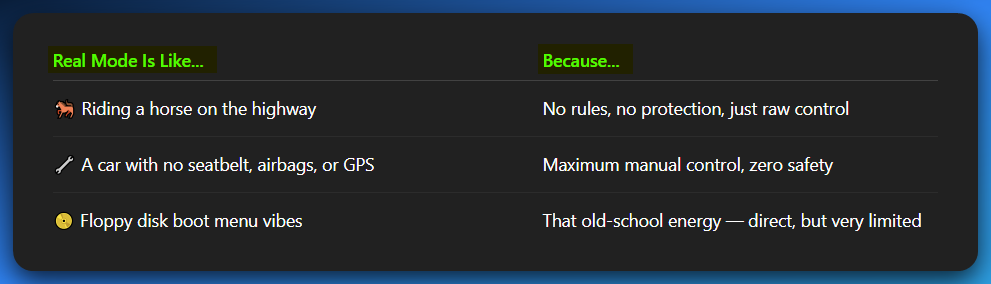 Real Mode Is Like... Because...
🐎 Riding a horse on the highway No rules, no protection, just raw control
🔧 A car with no seatbelt, airbags, or GPS Maximum manual control, zero safety
📀 Floppy disk boot menu vibes That old-school energy — direct, but very limited